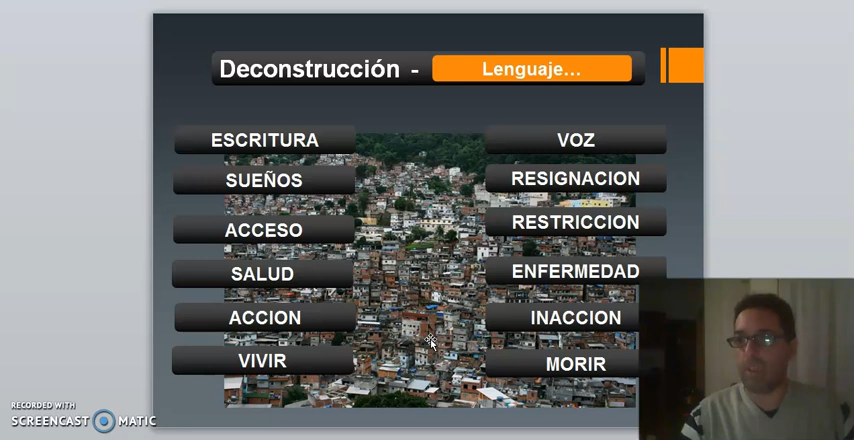 Deconstrucción - Lenguaje...
ESCRITURA
VOZ
SUEÑOS
RESIGNACION
ACCESO
RESTRICCION
SALUD
ENFERMEDAD
ACCION
INACCION
VIVIR
MORIR
RECORDED WITH
SCREENCAST MATIC